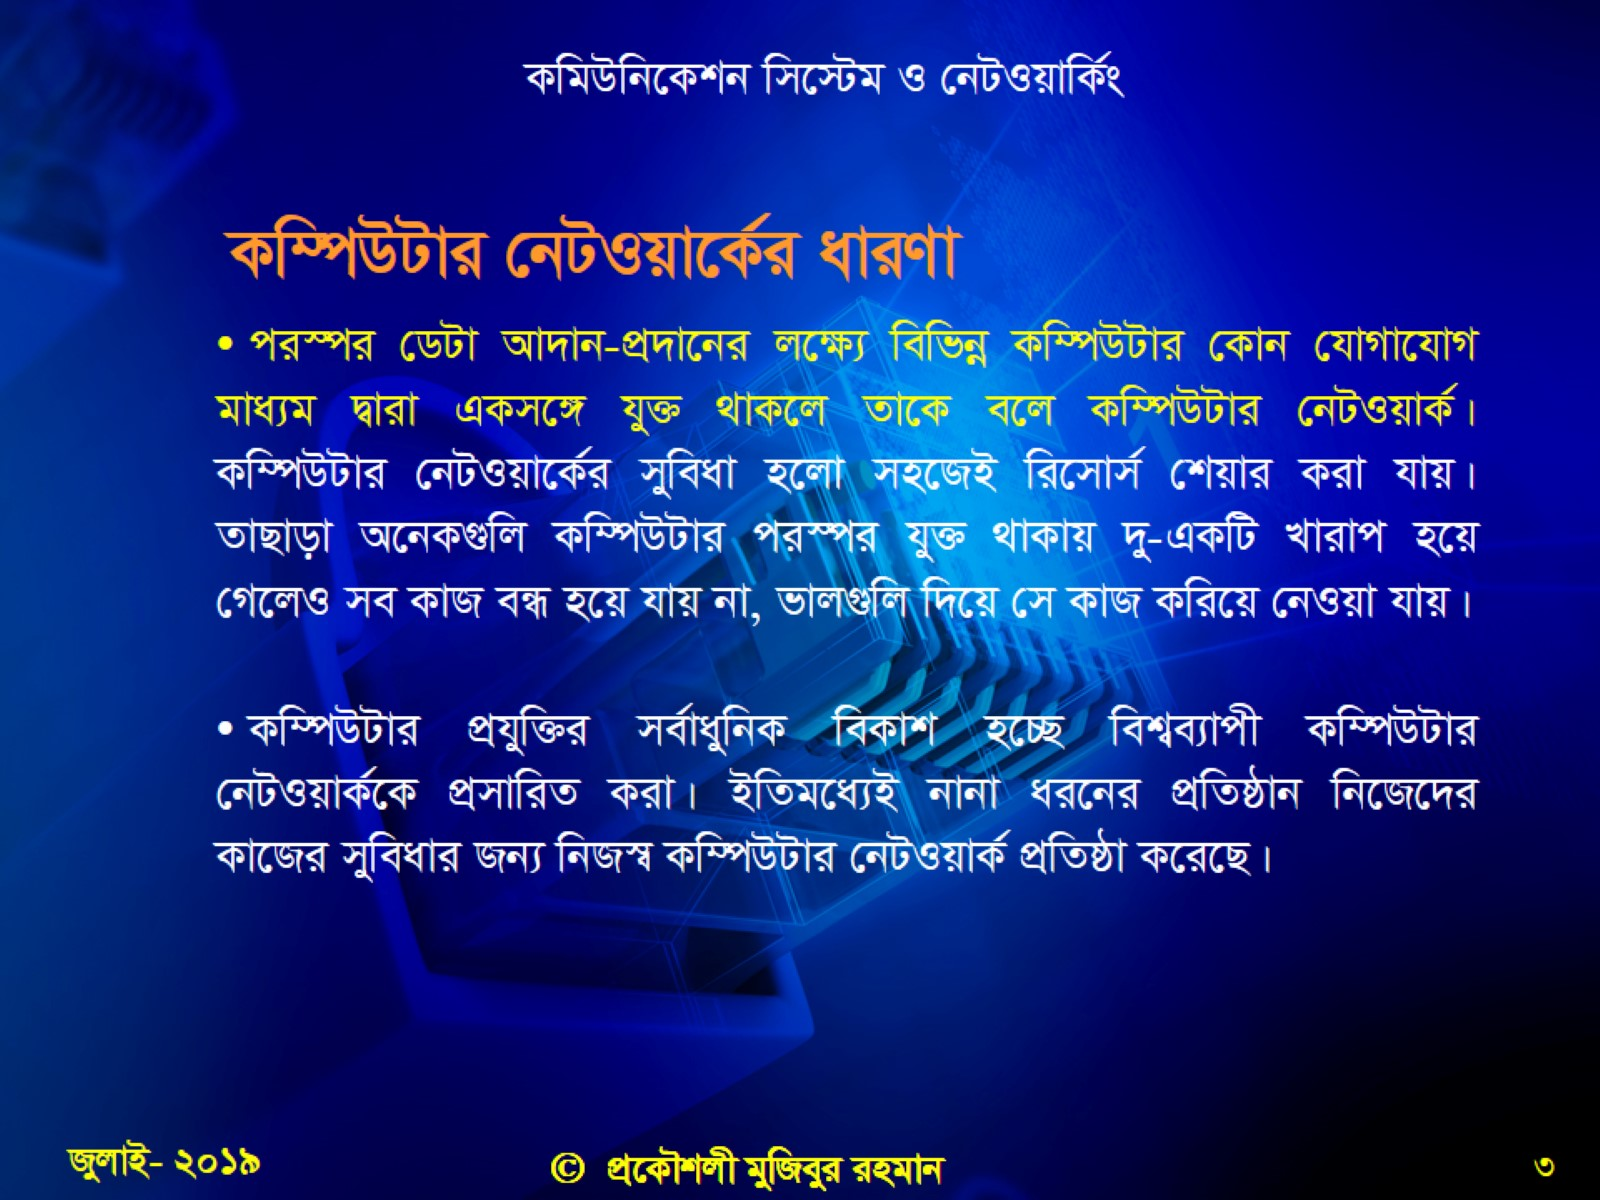 কমিউনিকেশন সিস্টেম ও নেটওয়ার্কিং
কম্পিউটার নেটওয়ার্কের ধারণা
• পরস্পর ডেটা আদান-প্রদানের লক্ষ্যে বিভিন্ন কম্পিউটার কোন যোগাযোগ
মাধ্যম দ্বারা একসঙ্গে যুক্ত থাকলে তাকে বলে কম্পিউটার নেটওয়ার্ক।
কম্পিউটার নেটওয়ার্কের সুবিধা হলো সহজেই রিসোর্স শেয়ার করা যায়।
তাছাড়া অনেকগুলি কম্পিউটার পরস্পর যুক্ত থাকায় দু-একটি খারাপ হয়ে
গেলেও সব কাজ বন্ধ হয়ে যায় না, ভালগুলি দিয়ে সে কাজ করিয়ে নেওয়া যায়।
• কম্পিউটার প্রযুক্তির সর্বাধুনিক বিকাশ হচ্ছে বিশ্বব্যাপী কম্পিউটার
নেটওয়ার্ককে প্রসারিত করা। ইতিমধ্যেই নানা ধরনের প্রতিষ্ঠান নিজেদের
কাজের সুবিধার জন্য নিজস্ব কম্পিউটার নেটওয়ার্ক প্রতিষ্ঠা করেছে।
জুলাই- ২০১৯
© প্রকৌশলী মুজিবুর রহমান
৩